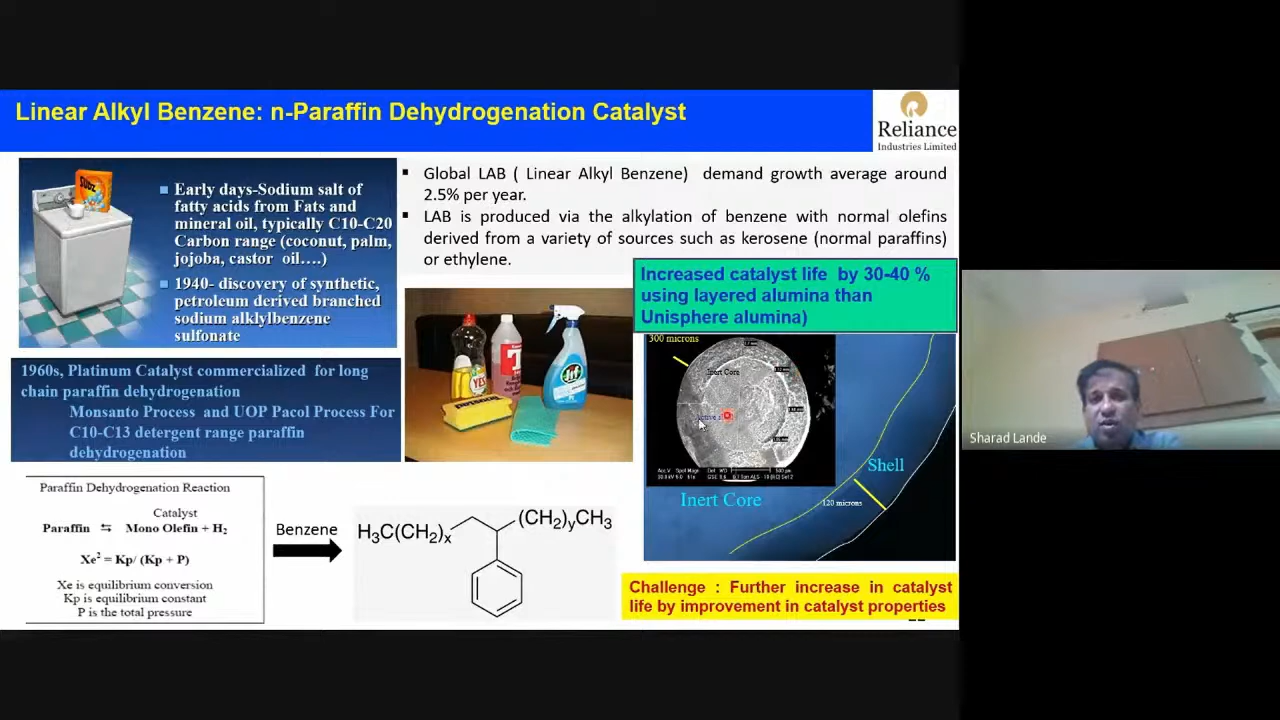 Linear Alkyl Benzene: n-Paraffin Dehydrogenation Catalyst
Reliance
Industries Limited
SUDZ
Early days-Sodium salt of
fatty acids from Fats and
mineral oil, typically C10-C20
Carbon range (coconut, palm,
jojoba, castor oil….)
1940- discovery of synthetic,
petroleum derived branched
sodium alklylbenzene
sulfonate
Global LAB ( Linear Alkyl Benzene) demand growth average around
2.5% per year.
LAB is produced via the alkylation of benzene with normal olefins
derived from a variety of sources such as kerosene (normal paraffins)
or ethylene.
Increased catalyst life by 30-40 %
using layered alumina than
Unisphere alumina)
1960s, Platinum Catalyst commercialized for long
chain paraffin dehydrogenation
Monsanto Process and UOP Pacol Process For
C10-C13 detergent range paraffin
dehydrogenation
YES
Jif
300 microns
Inert Core
Inert Core
Shell
120 microns
Paraffin Dehydrogenation Reaction
Catalyst
Paraffin ⇆ Mono Olefin + H2
Xe² = Kp/ (Kp + P)
Xe is equilibrium conversion
Kp is equilibrium constant
P is the total pressure
Benzene
H3C(CH2)x
(CH2)yCH3
Challenge : Further increase in catalyst
life by improvement in catalyst properties
Sharad Lande